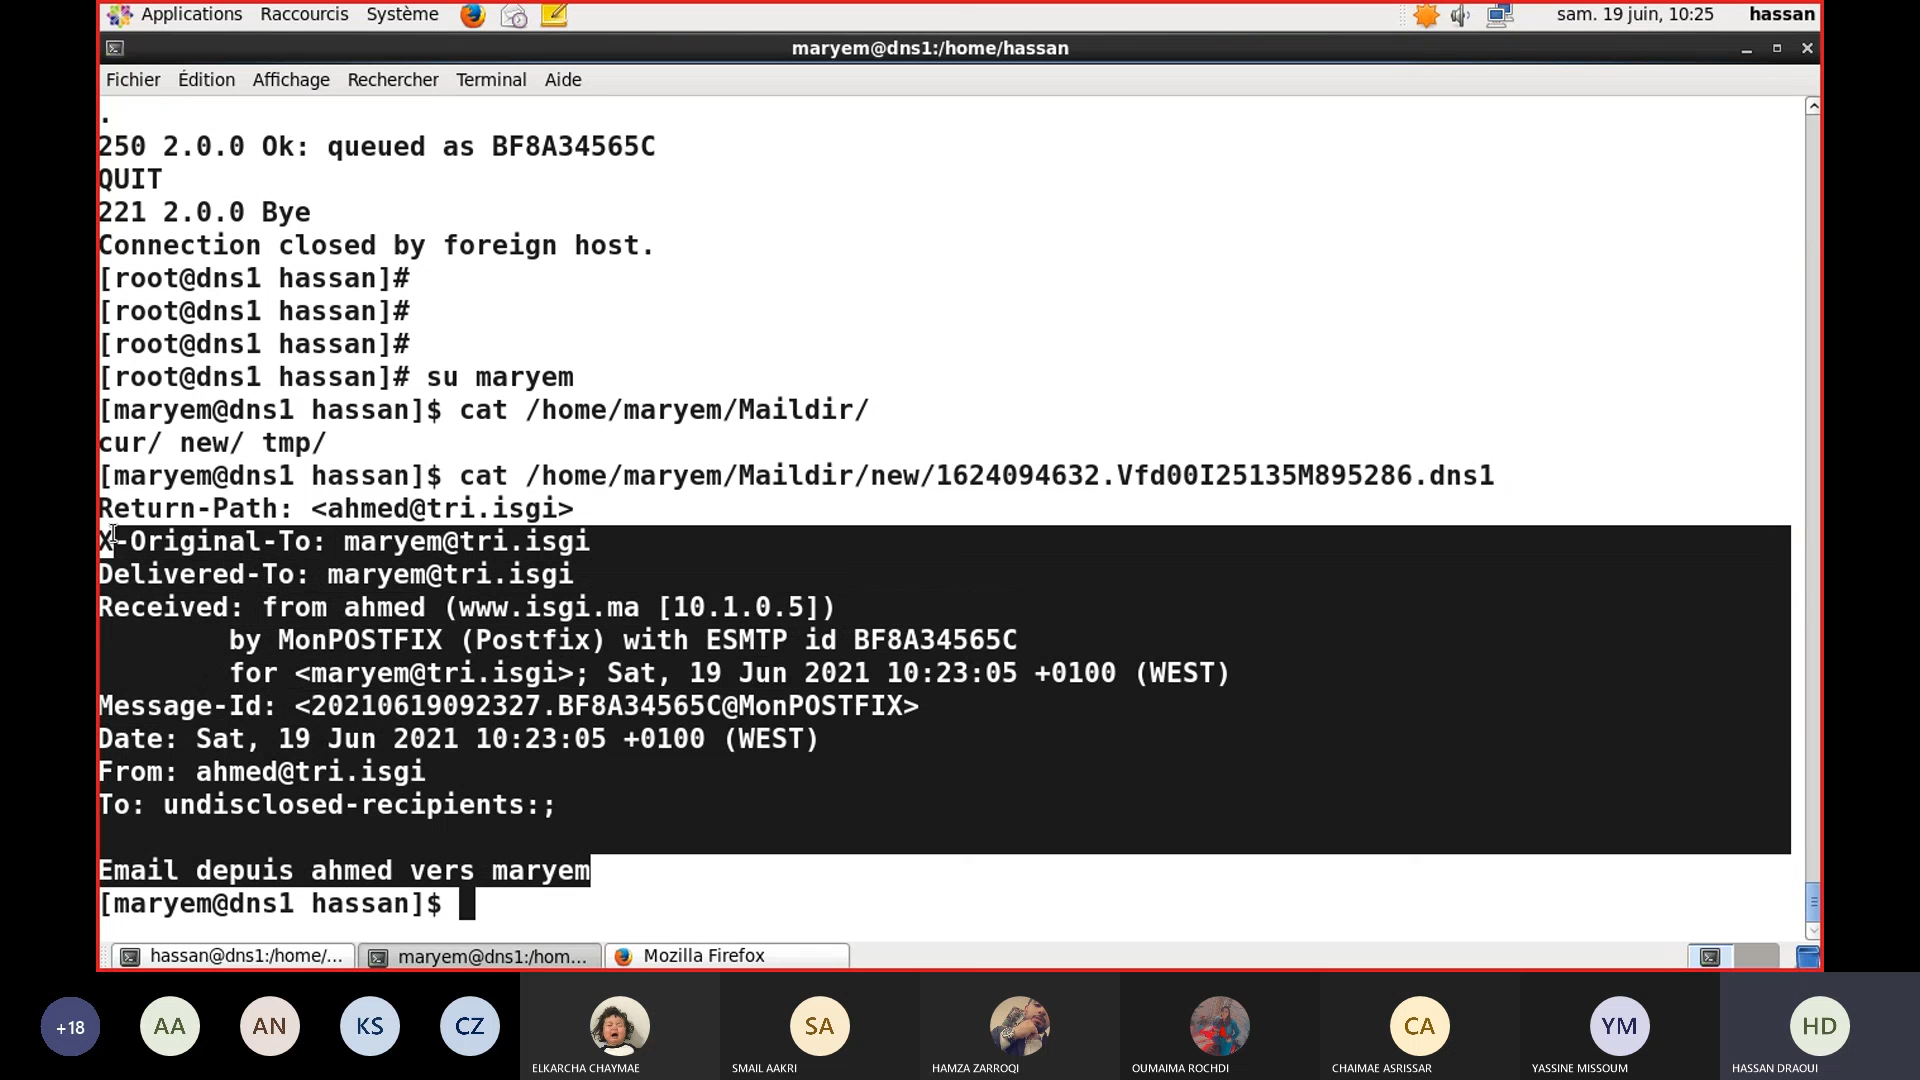 Applications Raccourcis Système sam. 19 juin, 10:25 hassan
maryem@dns1:/home/hassan
Fichier Édition Affichage Rechercher Terminal Aide
.
250 2.0.0 Ok: queued as BF8A34565C
QUIT
221 2.0.0 Bye
Connection closed by foreign host.
[root@dns1 hassan]#
[root@dns1 hassan]#
[root@dns1 hassan]#
[root@dns1 hassan]# su maryem
[maryem@dns1 hassan]$ cat /home/maryem/Maildir/
cur/ new/ tmp/
[maryem@dns1 hassan]$ cat /home/maryem/Maildir/new/1624094632.Vfd00I25135M895286.dns1
Return-Path: <ahmed@tri.isgi>
X-Original-To: maryem@tri.isgi
Delivered-To: maryem@tri.isgi
Received: from ahmed (www.isgi.ma [10.1.0.5])
by MonPOSTFIX (Postfix) with ESMTP id BF8A34565C
for <maryem@tri.isgi>; Sat, 19 Jun 2021 10:23:05 +0100 (WEST)
Message-Id: <20210619092327.BF8A34565C@MonPOSTFIX>
Date: Sat, 19 Jun 2021 10:23:05 +0100 (WEST)
From: ahmed@tri.isgi
To: undisclosed-recipients:;
Email depuis ahmed vers maryem
[maryem@dns1 hassan]$
hassan@dns1:/home/... maryem@dns1:/hom... Mozilla Firefox
+18 AA AN KS CZ SA CA YM HD
ELKARCHA CHAYMAE SMAIL AAKRI HAMZA ZARROQI OUMAIMA ROCHDI CHAIMAE ASRISSAR YASSINE MISSOUM HASSAN DRAOUI